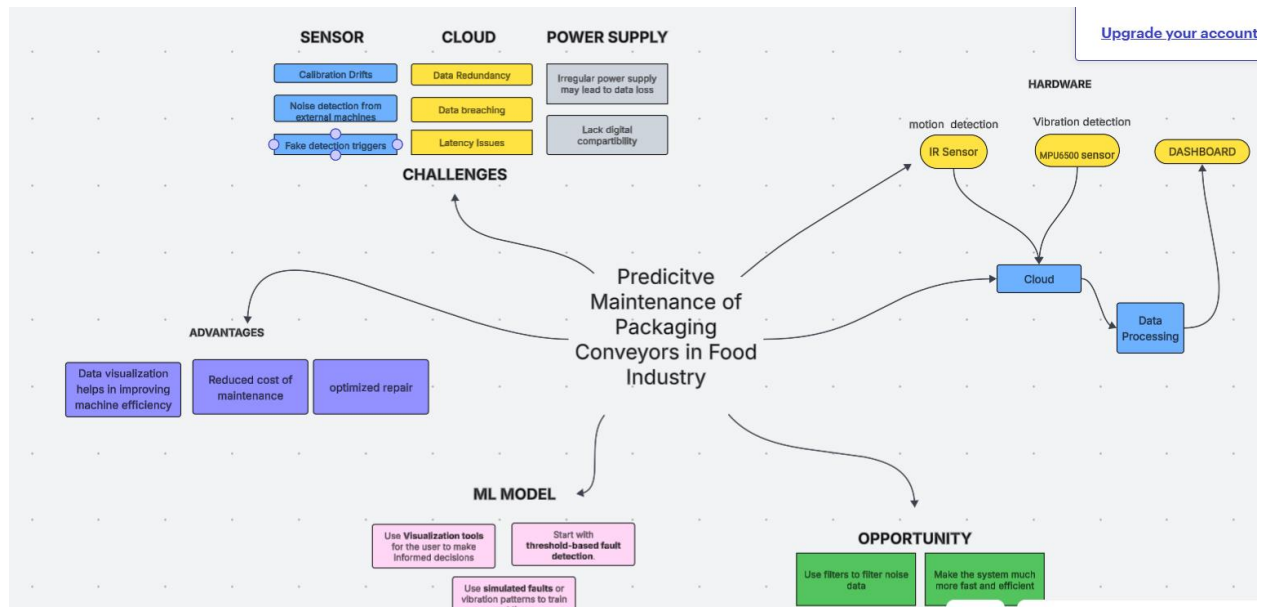 Upgrade your account
SENSOR
CLOUD
POWER SUPPLY
Calibration Drifts
Noise detection from
external machines
Fake detection triggers
Data Redundancy
Data breaching
Latency Issues
Irregular power supply
may lead to data loss
Lack digital
compartibility
CHALLENGES
HARDWARE
motion detection
IR Sensor
Vibration detection
MPU6500 sensor
DASHBOARD
Cloud
Data
Processing
Predicitve
Maintenance of
Packaging
Conveyors in Food
Industry
ADVANTAGES
Data visualization
helps in improving
machine efficiency
Reduced cost of
maintenance
optimized repair
ML MODEL
Use Visualization tools
for the user to make
informed decisions
Start with
threshold-based fault
detection.
Use simulated faults or
vibration patterns to train
OPPORTUNITY
Use filters to filter noise
data
Make the system much
more fast and efficient